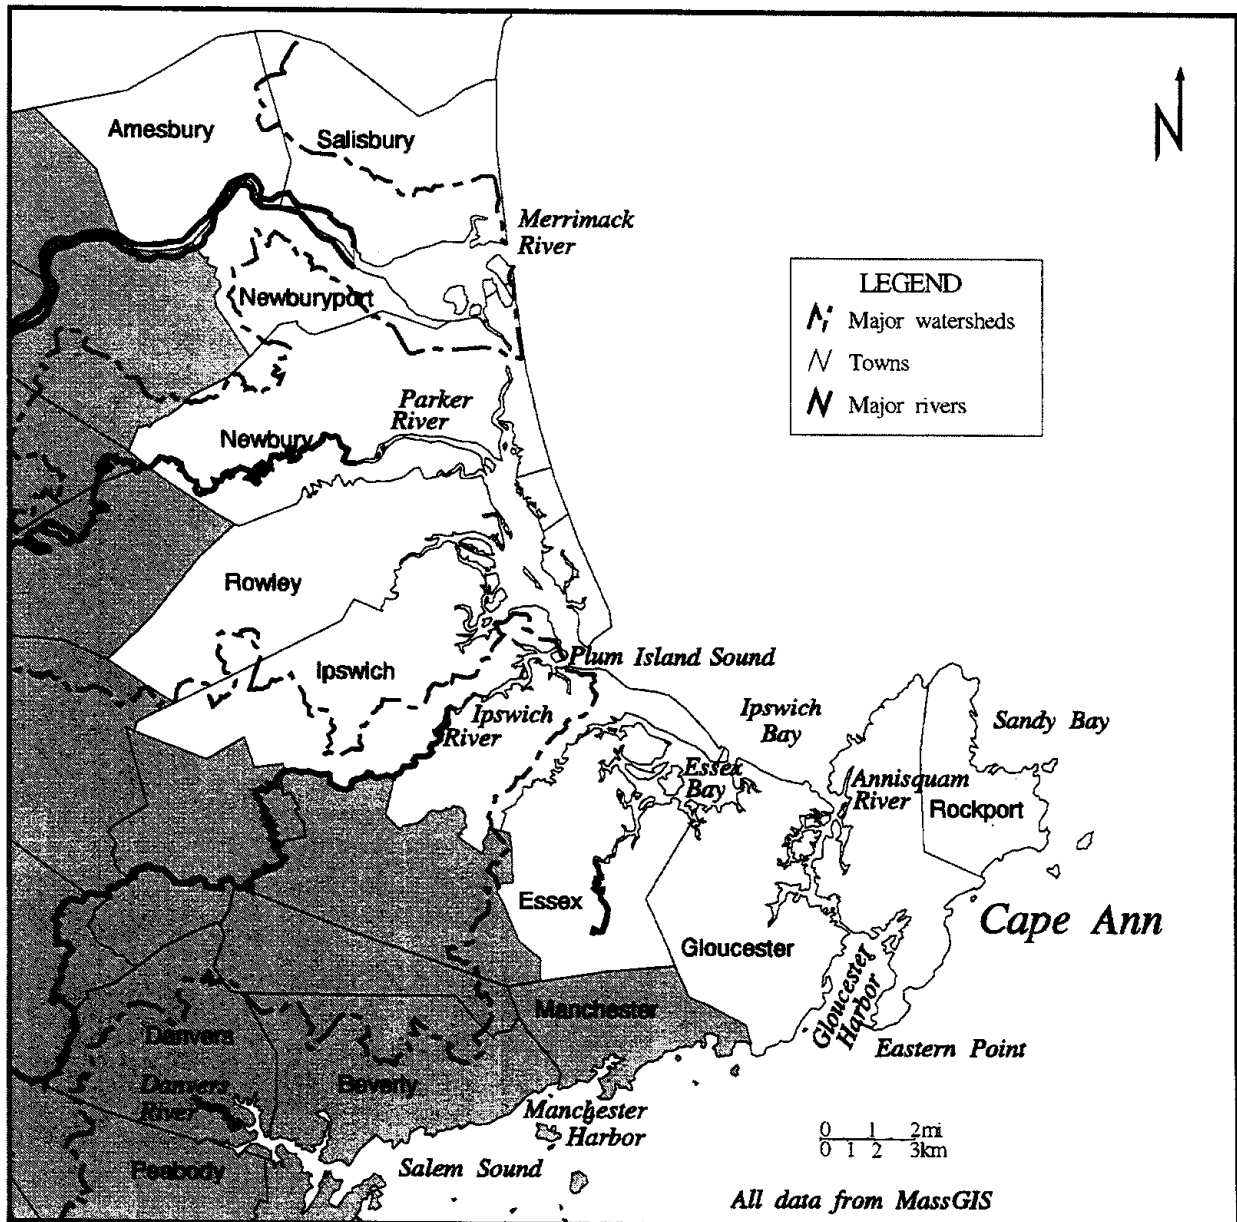 Amesbury
Salisbury
N
Merrimack
River
LEGEND
Major watersheds
Towns
Major rivers
Newburyport
Parker
River
Newbury
Rowley
Ipswich
Plum Island Sound
Ipswich
River
Ipswich
Bay
Sandy Bay
Essex
Bay
Annisquam
River
Rockport
Essex
Cape Ann
Gloucester
Gloucester
Harbor
Eastern Point
Manchester
Danvers
Beverly
Danvers
River
Manchester
Harbor
Peabody
Salem Sound
0 1 2mi
0 1 2 3km
All data from MassGIS